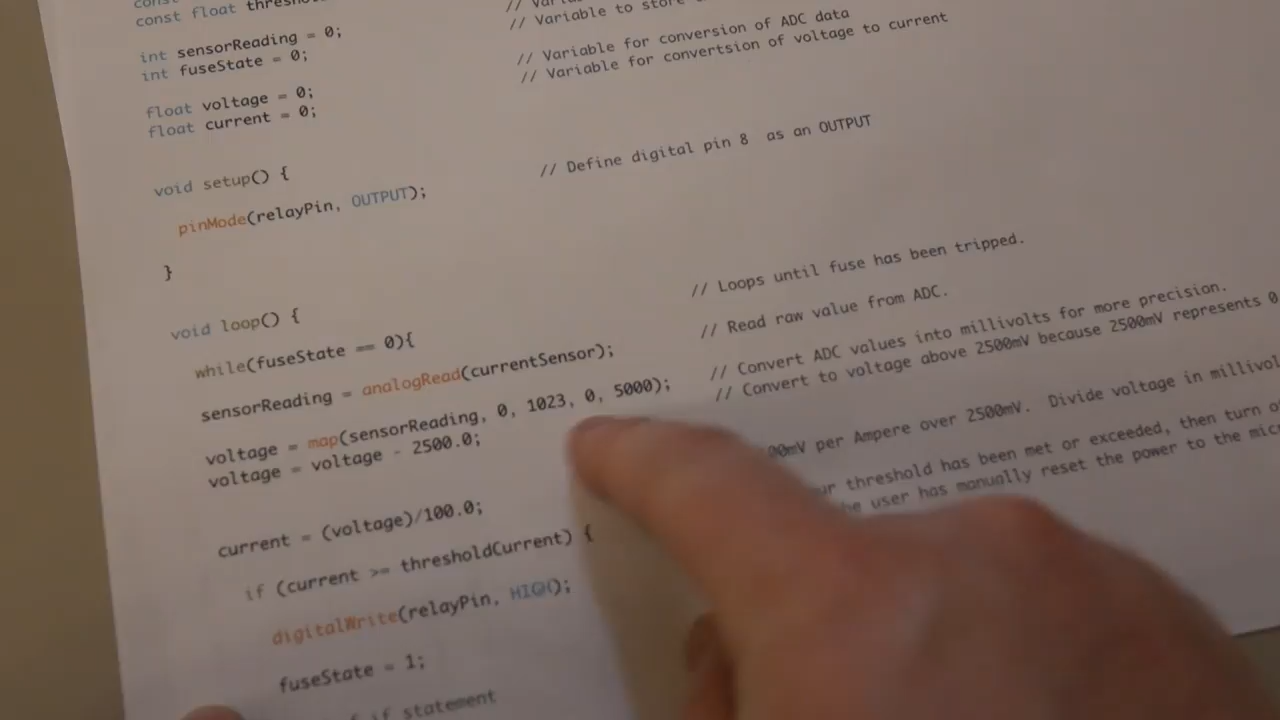 const float
// Variable to store
int sensorReading = 0; // Variable for conversion of ADC data
int fuseState = 0; // Variable for convertsion of voltage to current
float voltage = 0;
float current = 0;
void setup() { // Define digital pin 8 as an OUTPUT
pinMode(relayPin, OUTPUT);
}
void loop() { // Loops until fuse has been tripped.
while(fuseState == 0){ // Read raw value from ADC.
sensorReading = analogRead(currentSensor); // Convert ADC values into millivolts for more precision.
// Convert to voltage above 2500mV because 2500mV represents 0
voltage = map(sensorReading, 0, 1023, 0, 5000);
voltage = voltage - 2500.0; per Ampere over 2500mV. Divide voltage in
current = (voltage)/100.0; threshold has been met or exceeded, then turn
user has manually reset the power to the
if (current >= thresholdCurrent) {
digitalWrite(relayPin, HIGH);
fuseState = 1;
if statement